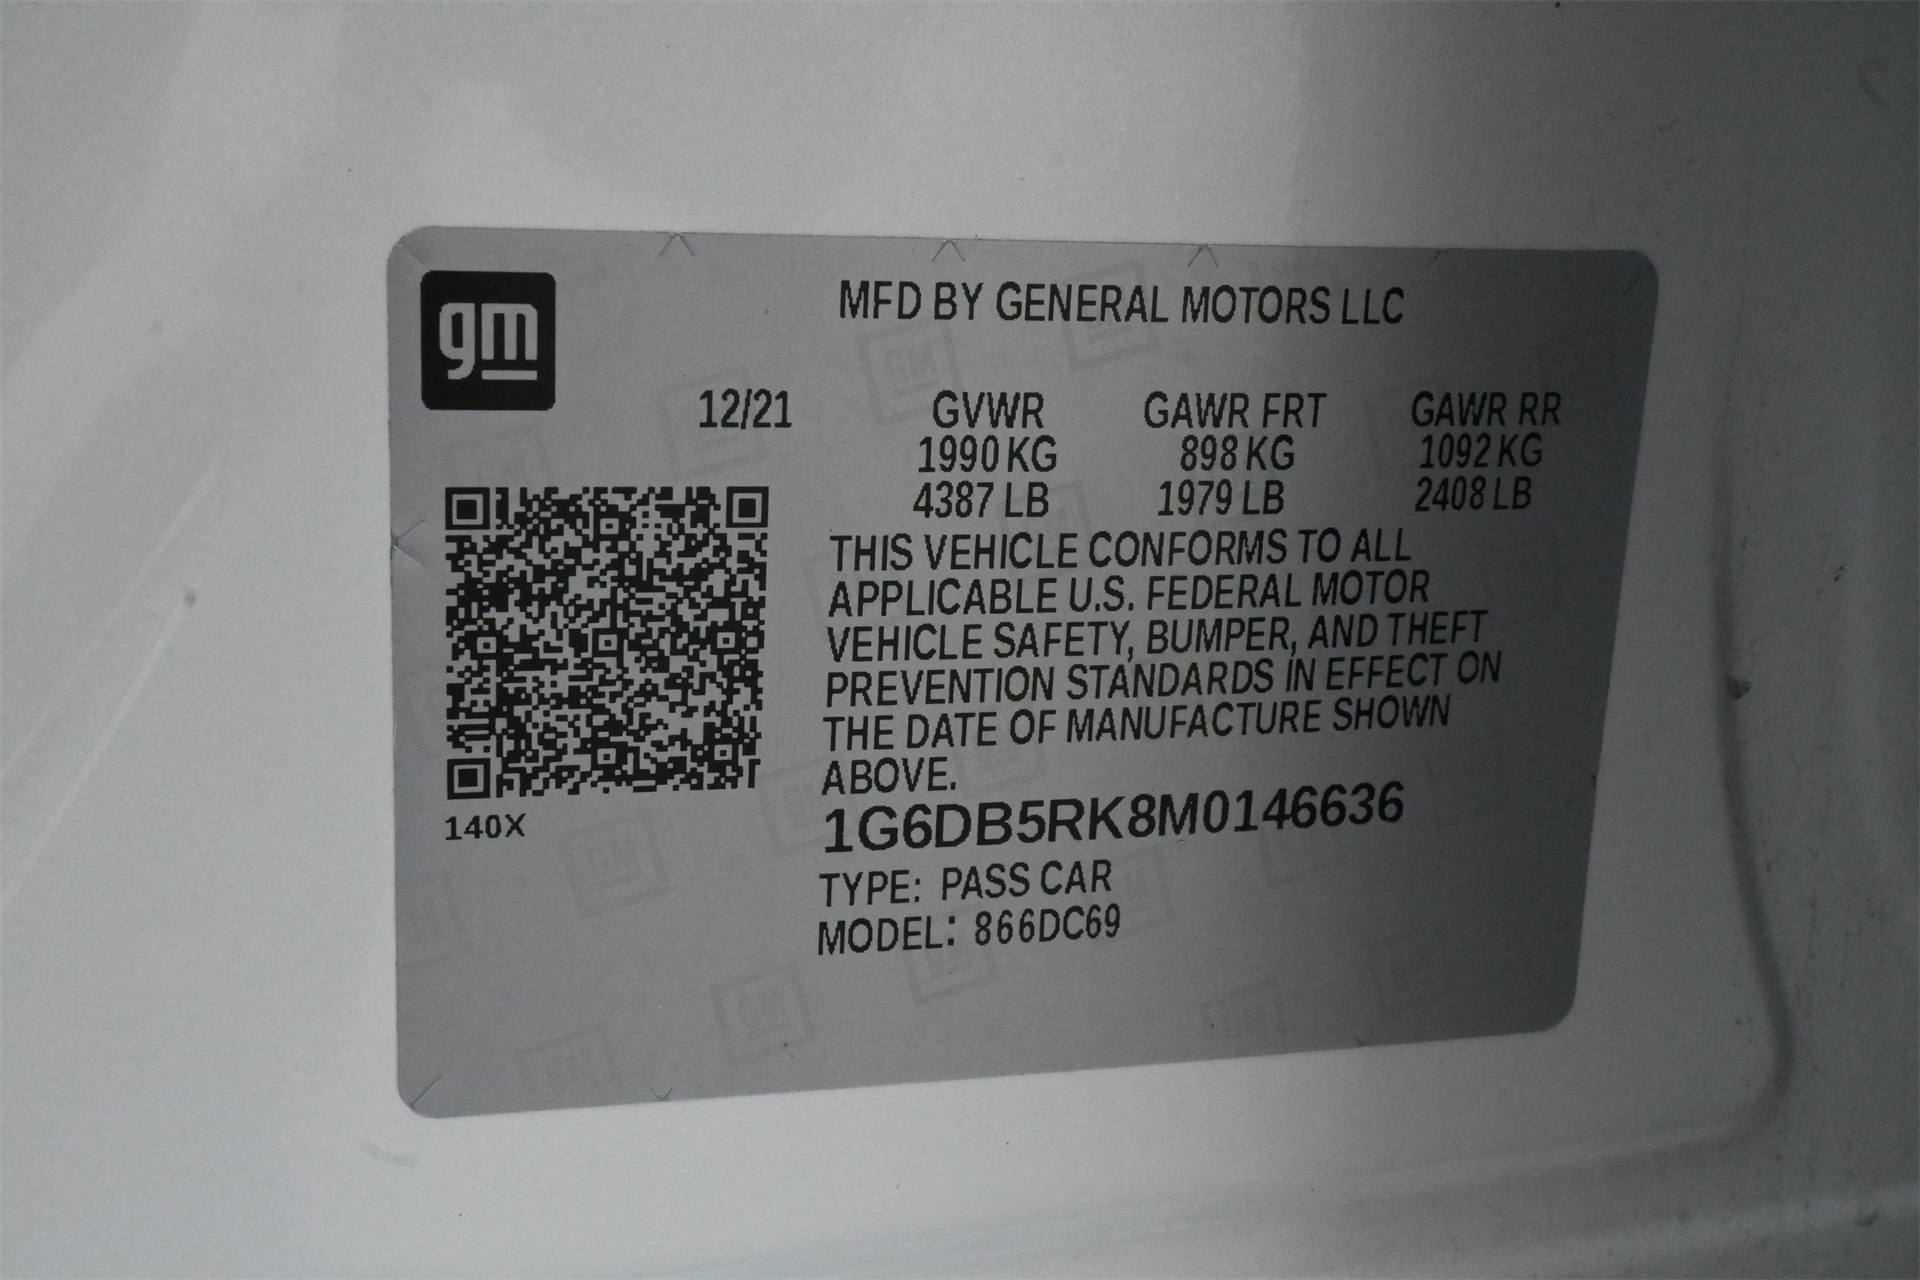 gm
MFD BY GENERAL MOTORS LLC
12/21 GVWR GAWR FRT GAWR RR
1990 KG 898 KG 1092 KG
4387 LB 1979 LB 2408 LB
THIS VEHICLE CONFORMS TO ALL
APPLICABLE U.S. FEDERAL MOTOR
VEHICLE SAFETY, BUMPER, AND THEFT
PREVENTION STANDARDS IN EFFECT ON
THE DATE OF MANUFACTURE SHOWN
ABOVE.
140X
1G6DB5RK8M0146636
TYPE: PASS CAR
MODEL: 866DC69